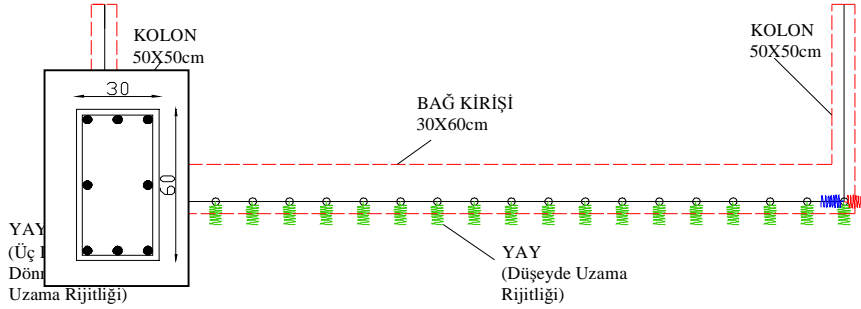 KOLON
50X50cm
30
60
KOLON
50X50cm
BAĞ KİRİŞİ
30X60cm
YAY
(Üç
Uzama Rijitliği)
YAY
(Düşeyde Uzama
Rijitliği)